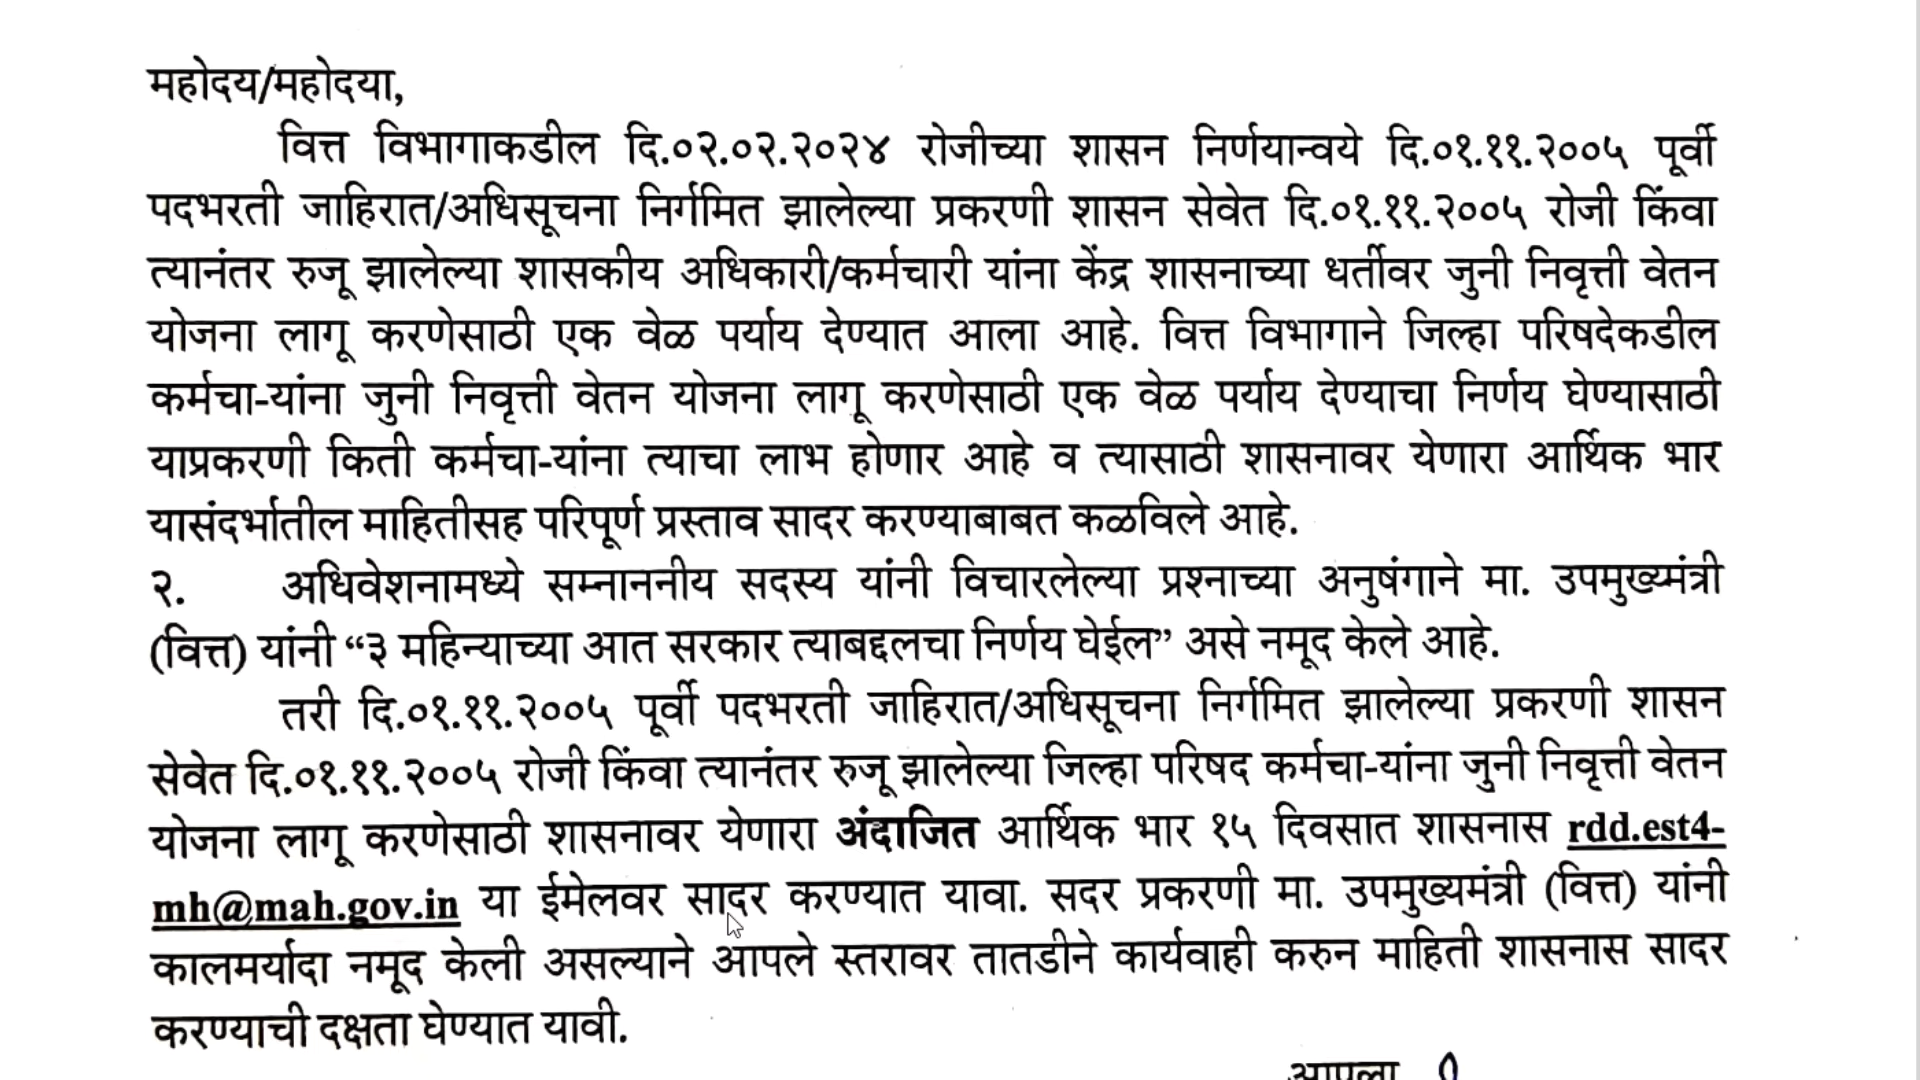 महोदय/महोदया,
वित्त विभागाकडील दि.०२.०२.२०२४ रोजीच्या शासन निर्णयान्वये दि.०१.११.२००५ पूर्वी
पदभरती जाहिरात/अधिसूचना निर्गमित झालेल्या प्रकरणी शासन सेवेत दि.०१.११.२००५ रोजी किंवा
त्यानंतर रुजू झालेल्या शासकीय अधिकारी/कर्मचारी यांना केंद्र शासनाच्या धर्तीवर जुनी निवृत्ती वेतन
योजना लागू करणेसाठी एक वेळ पर्याय देण्यात आला आहे. वित्त विभागाने जिल्हा परिषदेकडील
कर्मचा-यांना जुनी निवृत्ती वेतन योजना लागू करणेसाठी एक वेळ पर्याय देण्याचा निर्णय घेण्यासाठी
याप्रकरणी किती कर्मचा-यांना त्याचा लाभ होणार आहे व त्यासाठी शासनावर येणारा आर्थिक भार
यासंदर्भातील माहितीसह परिपूर्ण प्रस्ताव सादर करण्याबाबत कळविले आहे.
२. अधिवेशनामध्ये सम्नाननीय सदस्य यांनी विचारलेल्या प्रश्नाच्या अनुषंगाने मा. उपमुख्य्मंत्री
(वित्त) यांनी “३ महिन्याच्या आत सरकार त्याबद्दलचा निर्णय घेईल” असे नमूद केले आहे.
तरी दि.०१.११.२००५ पूर्वी पदभरती जाहिरात/अधिसूचना निर्गमित झालेल्या प्रकरणी शासन
सेवेत दि.०१.११.२००५ रोजी किंवा त्यानंतर रुजू झालेल्या जिल्हा परिषद कर्मचा-यांना जुनी निवृत्ती वेतन
योजना लागू करणेसाठी शासनावर येणारा अंदाजित आर्थिक भार १५ दिवसात शासनास rdd.est4-
mh@mah.gov.in या ईमेलवर सादर करण्यात यावा. सदर प्रकरणी मा. उपमुख्यमंत्री (वित्त) यांनी
कालमर्यादा नमूद केली असल्याने आपले स्तरावर तातडीने कार्यवाही करुन माहिती शासनास सादर
करण्याची दक्षता घेण्यात यावी.
आपला